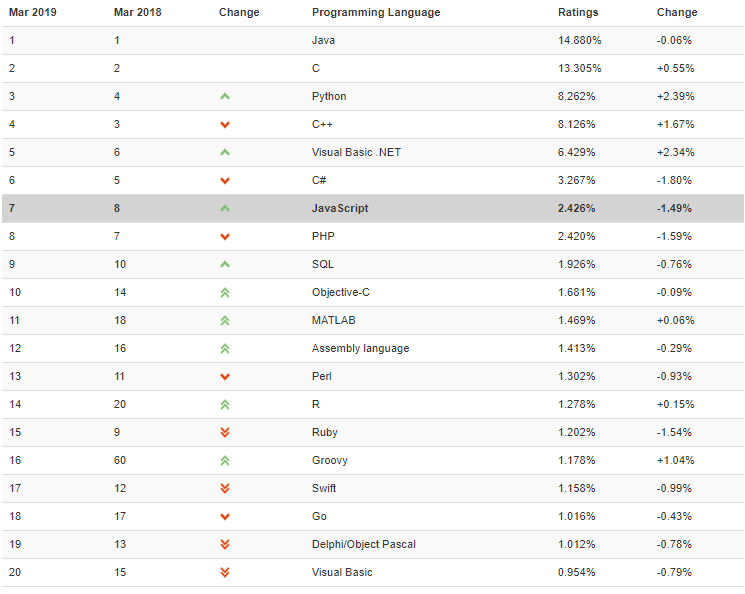 Mar 2019 Mar 2018 Change Programming Language Ratings Change
1 1 Java 14.880% -0.06%
2 2 C 13.305% +0.55%
3 4 Python 8.262% +2.39%
4 3 C++ 8.126% +1.67%
5 6 Visual Basic .NET 6.429% +2.34%
6 5 C# 3.267% -1.80%
7 8 JavaScript 2.426% -1.49%
8 7 PHP 2.420% -1.59%
9 10 SQL 1.926% -0.76%
10 14 Objective-C 1.681% -0.09%
11 18 MATLAB 1.469% +0.06%
12 16 Assembly language 1.413% -0.29%
13 11 Perl 1.302% -0.93%
14 20 R 1.278% +0.15%
15 9 Ruby 1.202% -1.54%
16 60 Groovy 1.178% +1.04%
17 12 Swift 1.158% -0.99%
18 17 Go 1.016% -0.43%
19 13 Delphi/Object Pascal 1.012% -0.78%
20 15 Visual Basic 0.954% -0.79%